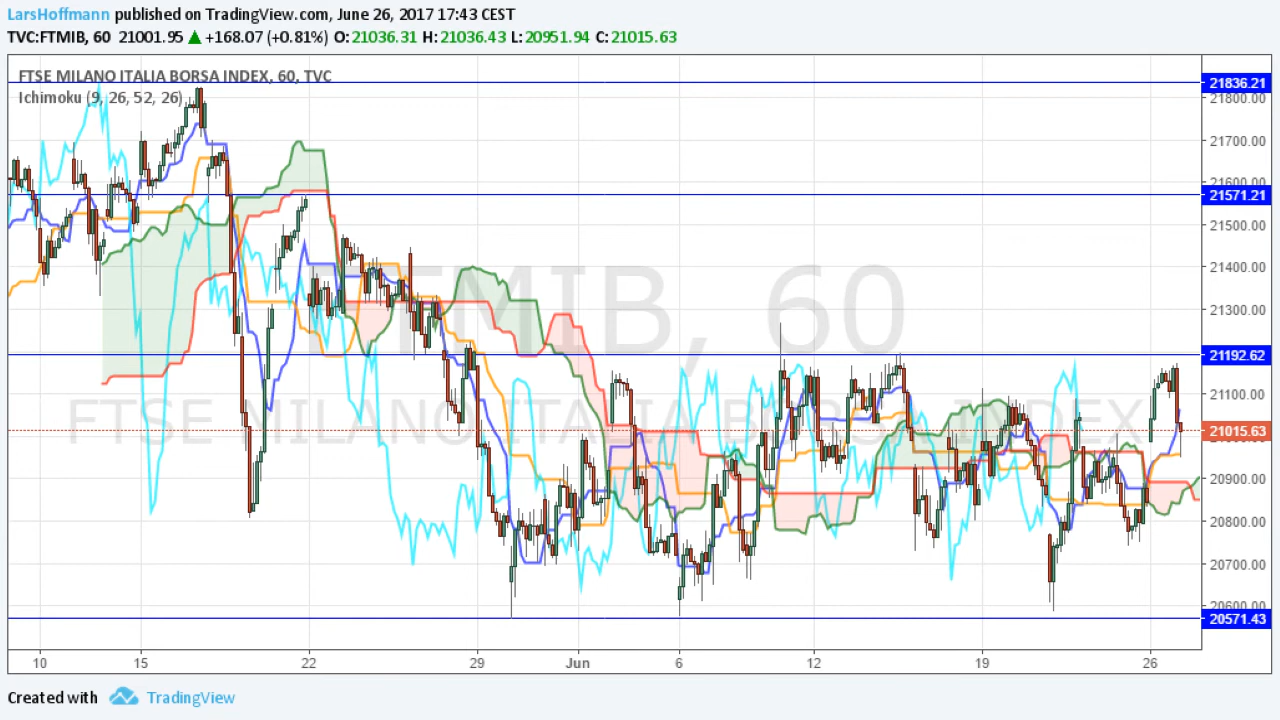 LarsHoffmann published on TradingView.com, June 26, 2017 17:43 CEST
TVC:FTMIB, 60 21001.95 ▲ +168.07 (+0.81%) O:21036.31 H:21036.43 L:20951.94 C:21015.63
FTSE MILANO ITALIA BORSA INDEX, 60, TVC
Ichimoku (9, 26, 52, 26)
FTMIB, 60
FTSE MILANO ITALIA BORSA INDEX
21836.21
21800.00
21700.00
21600.00
21571.21
21500.00
21400.00
21300.00
21192.62
21100.00
21015.63
20900.00
20800.00
20700.00
20600.00
20571.43
10 15 22 29 Jun 6 12 19 26
Created with TradingView